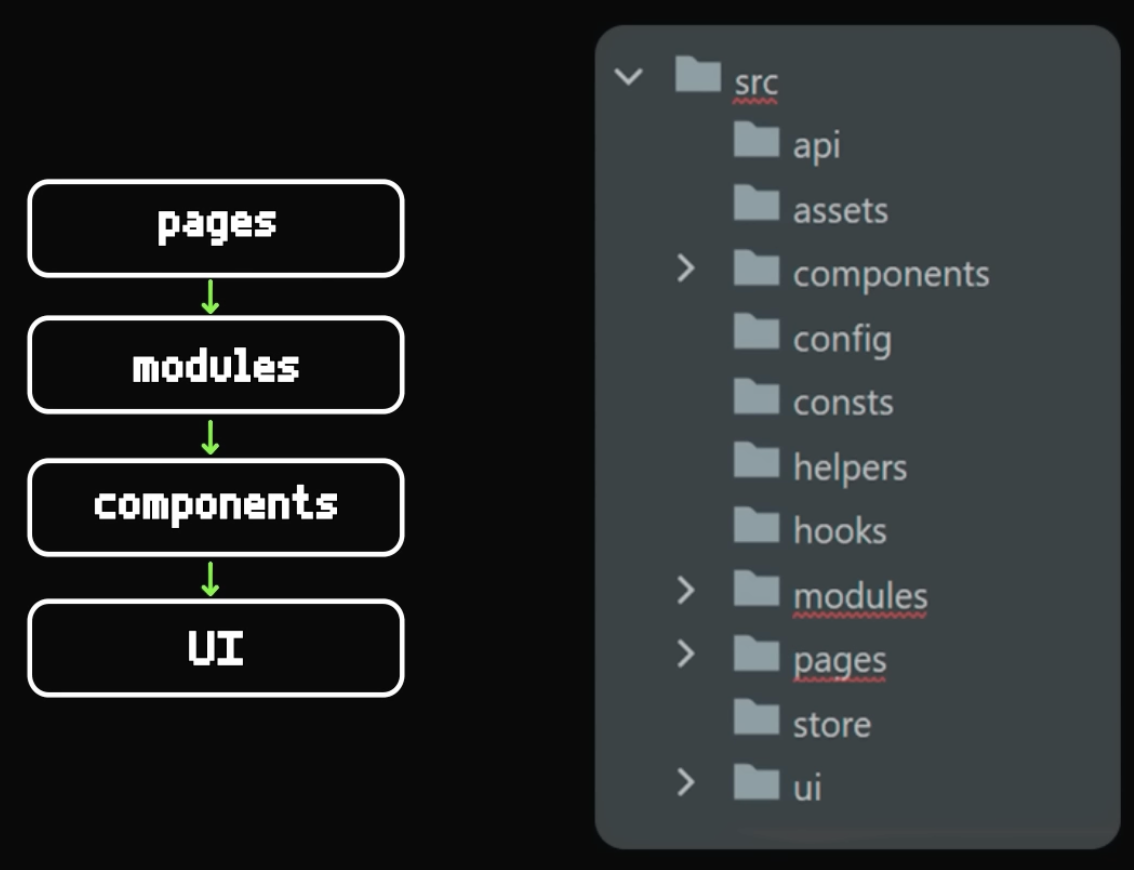 pages
modules
components
UI
src
api
assets
components
config
consts
helpers
hooks
modules
pages
store
ui